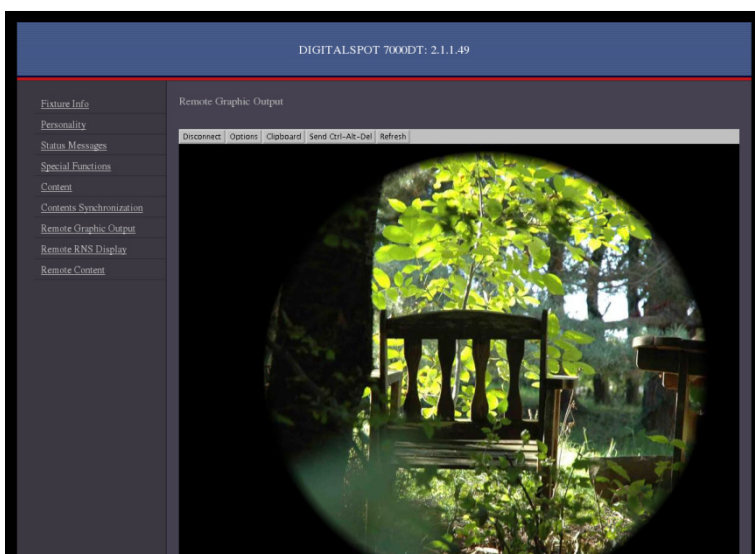 DIGITALSPOT 7000DT: 2.1.1.49
Fixture Info
Personality
Status Messages
Special Functions
Content
Contents Synchronization
Remote Graphic Output
Remote RNS Display
Remote Content
Remote Graphic Output
Disconnect Options Clipboard Send Ctrl-Alt-Del Refresh